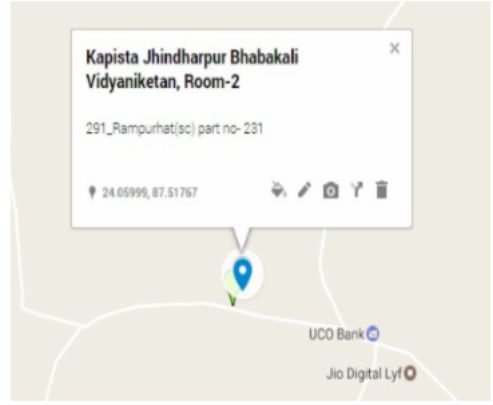 Kapista Jhindharpur Bhabakali
Vidyaniketan, Room-2
291_Rampurhat(sc) part no- 231
24.05999, 87.51767
UCO Bank
Jio Digital Lyf